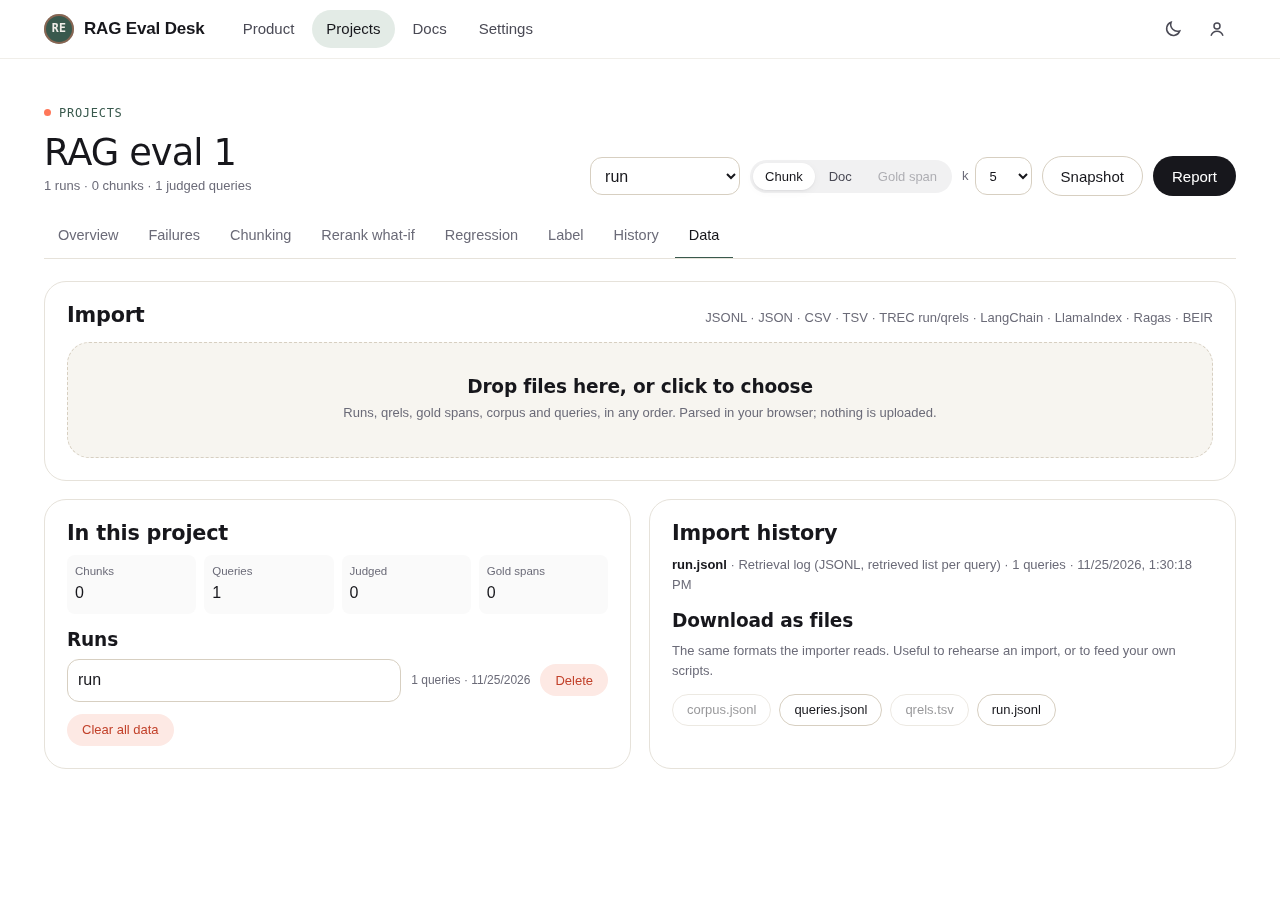 RE RAG Eval Desk Product Projects Docs Settings
PROJECTS
RAG eval 1
1 runs · 0 chunks · 1 judged queries
run Chunk Doc Gold span k 5 Snapshot Report
Overview Failures Chunking Rerank what-if Regression Label History Data
Import JSONL · JSON · CSV · TSV · TREC run/qrels · LangChain · LlamaIndex · Ragas · BEIR
Drop files here, or click to choose
Runs, qrels, gold spans, corpus and queries, in any order. Parsed in your browser; nothing is uploaded.
In this project
Chunks Queries Judged Gold spans
0 1 0 0
Runs
run 1 queries · 11/25/2026 Delete
Clear all data
Import history
run.jsonl · Retrieval log (JSONL, retrieved list per query) · 1 queries · 11/25/2026, 1:30:18
PM
Download as files
The same formats the importer reads. Useful to rehearse an import, or to feed your own
scripts.
corpus.jsonl queries.jsonl qrels.tsv run.jsonl